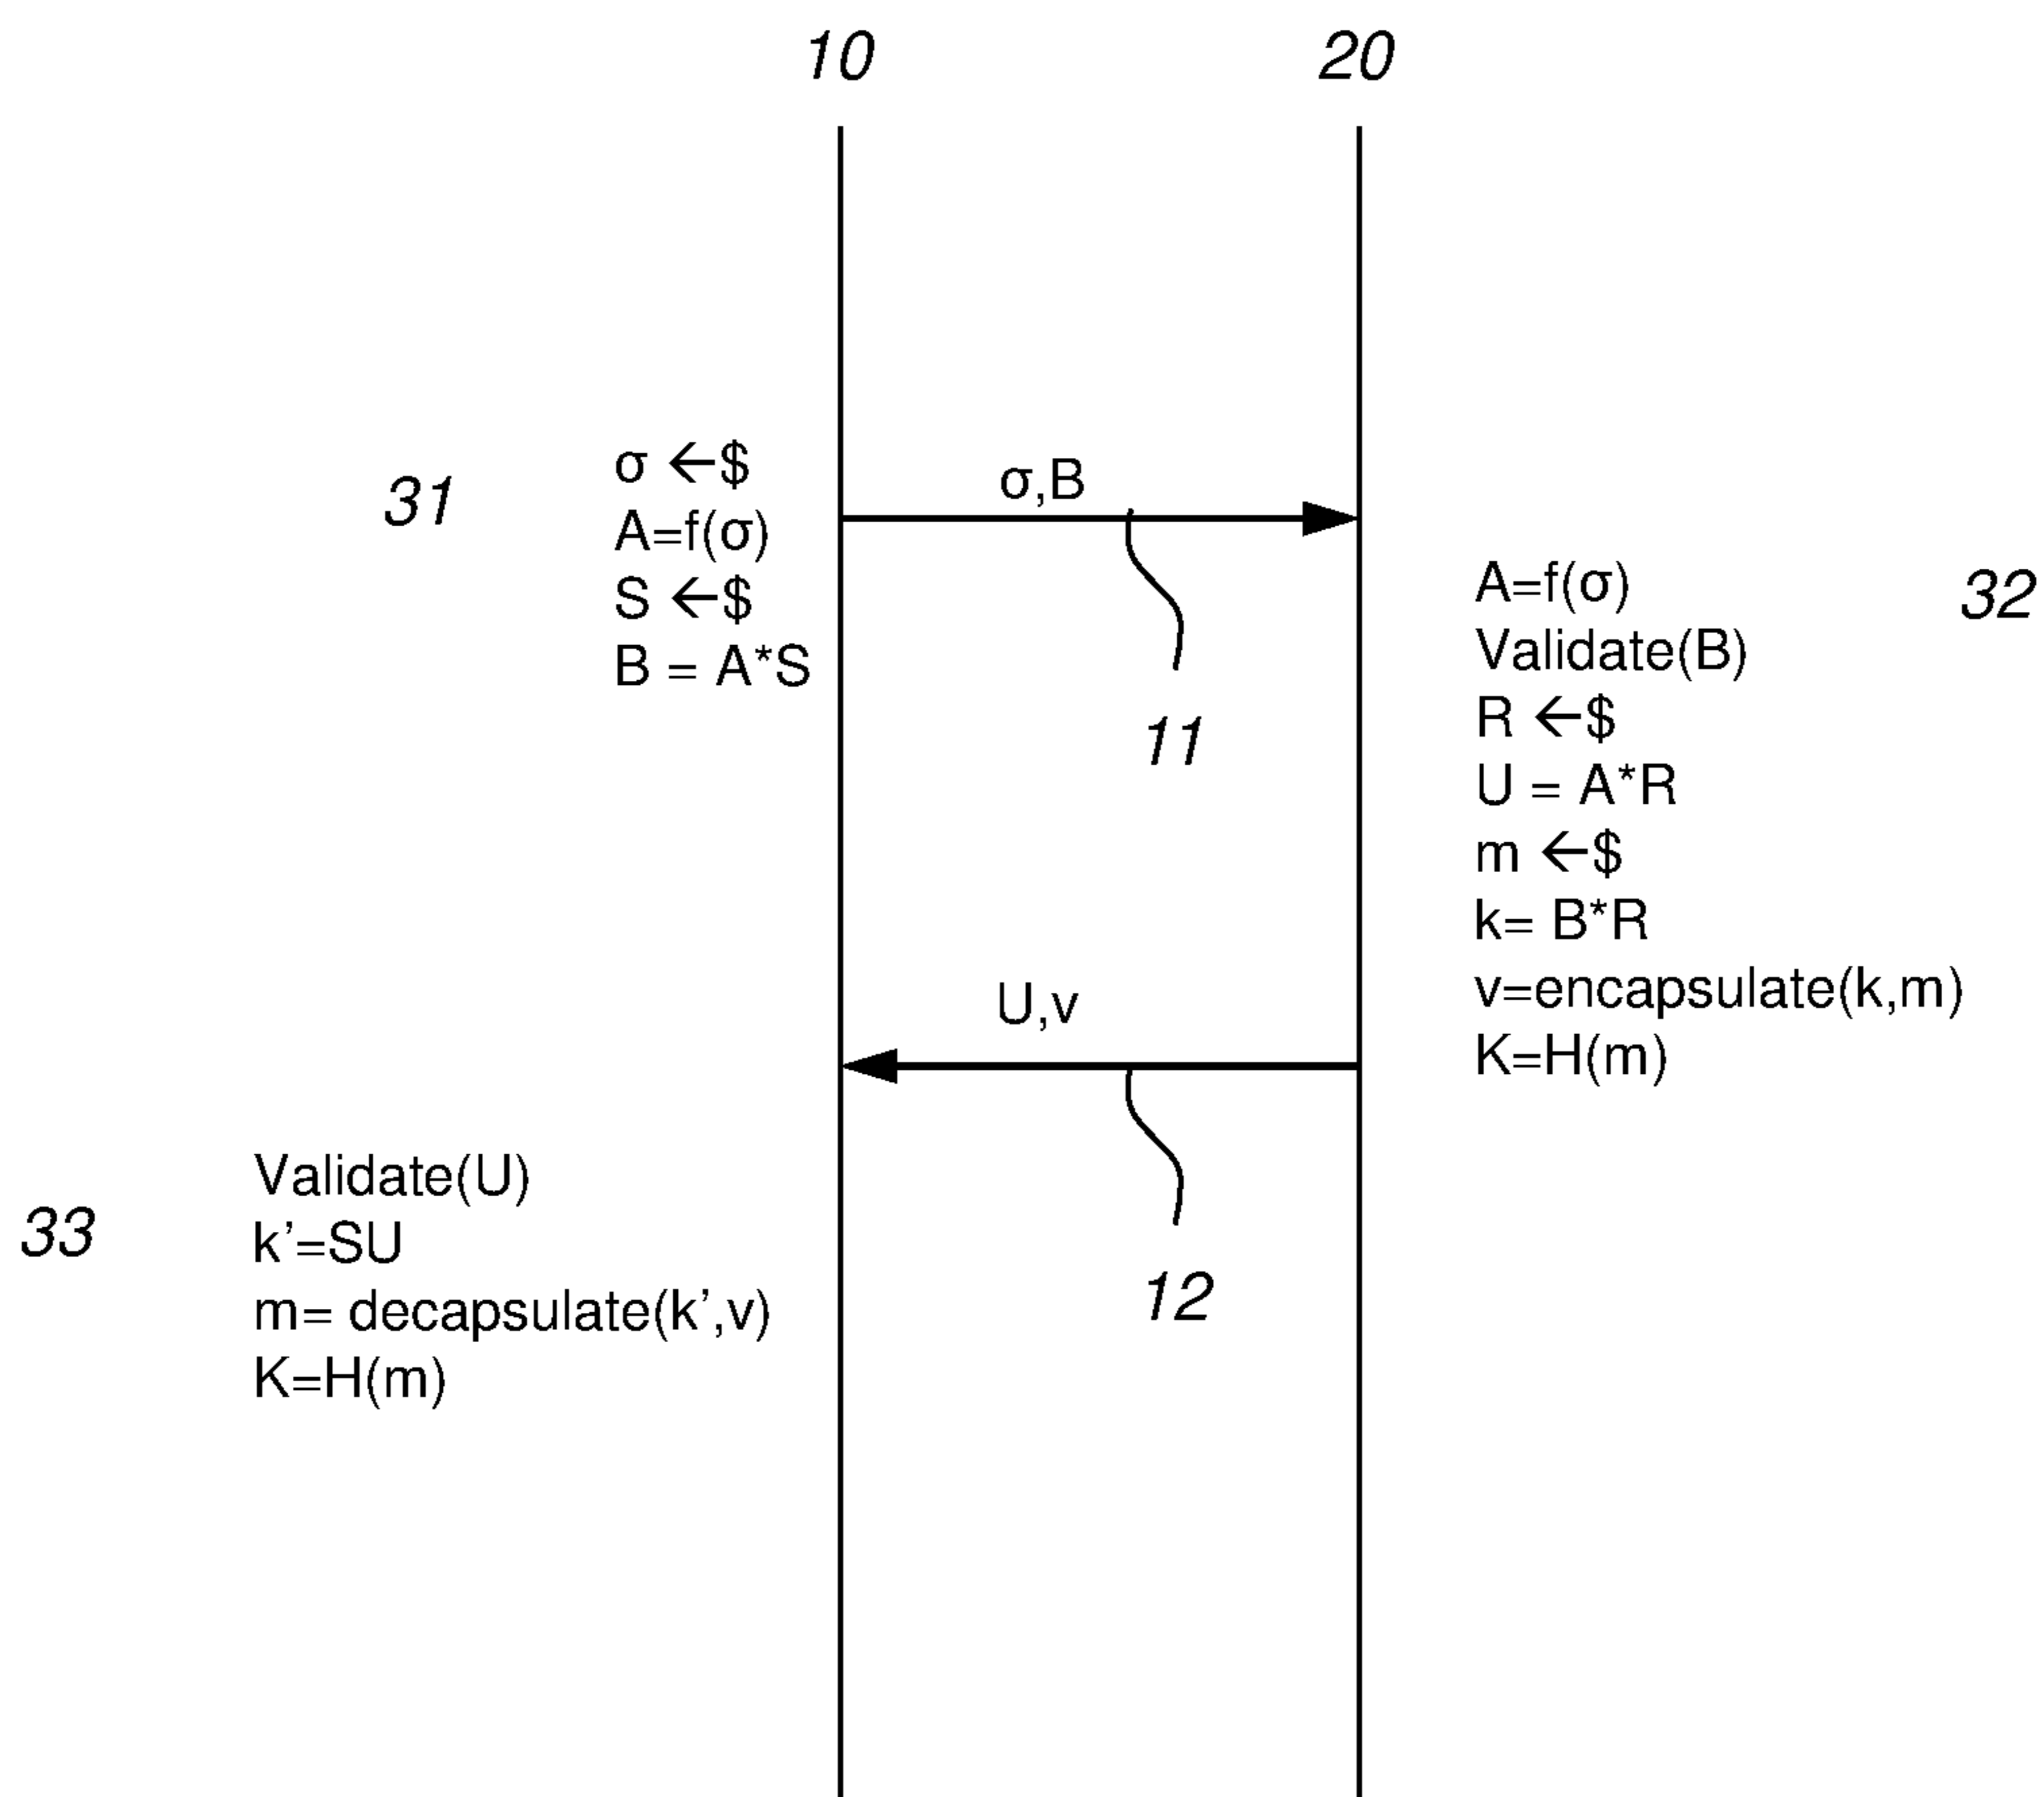 10
20
31
σ ←$
A=f(σ)
S ←$
B = A*S
σ,B
11
A=f(σ)
Validate(B)
R ←$
U = A*R
m ←$
k= B*R
v=encapsulate(k,m)
K=H(m)
32
U,v
12
33
Validate(U)
k’=SU
m= decapsulate(k’,v)
K=H(m)